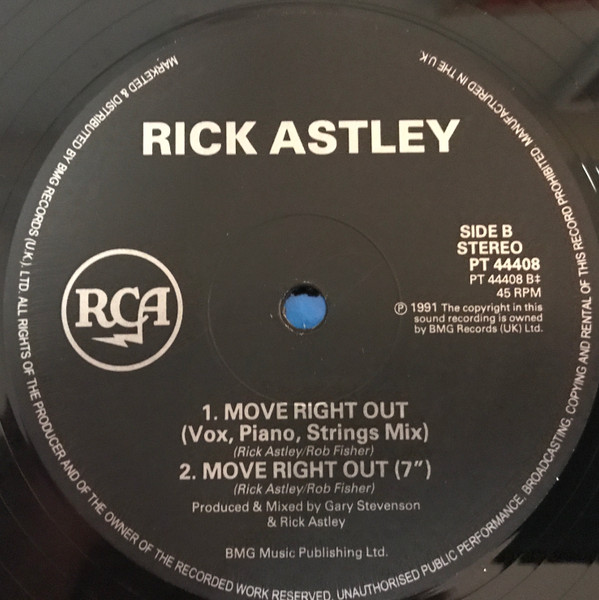 RICK ASTLEY
SIDE B
STEREO
PT 44408
PT 44408 B‡
45 RPM
Ⓟ 1991 The copyright in this
sound recording is owned
by BMG Records (UK) Ltd.
RCA
1. MOVE RIGHT OUT
(Vox, Piano, Strings Mix)
(Rick Astley/Rob Fisher)
2. MOVE RIGHT OUT (7")
(Rick Astley/Rob Fisher)
Produced & Mixed by Gary Stevenson
& Rick Astley
BMG Music Publishing Ltd.
MARKETED & DISTRIBUTED BY BMG RECORDS (U.K.), LTD. ALL RIGHTS OF THE PRODUCER AND OF THE OWNER OF THE RECORDED WORK RESERVED. UNAUTHORISED PUBLIC PERFORMANCE, BROADCASTING, COPYING AND RENTAL OF THIS RECORD PROHIBITED. MANUFACTURED IN THE U.K.